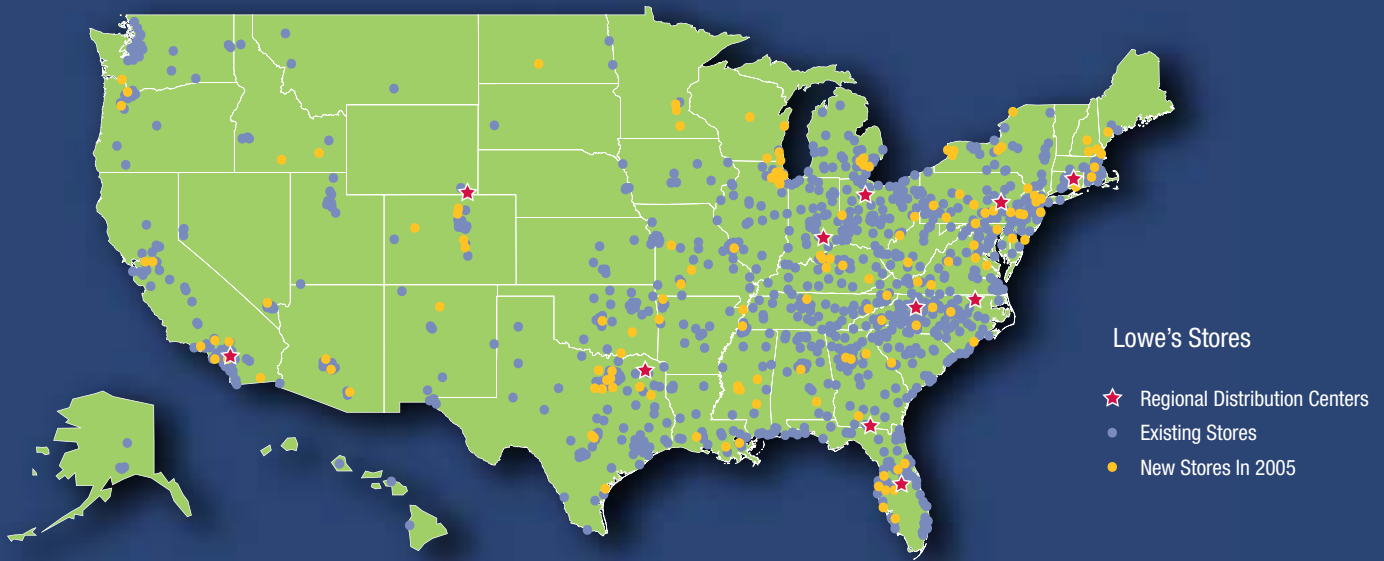 Lowe's Stores
Regional Distribution Centers
Existing Stores
New Stores In 2005